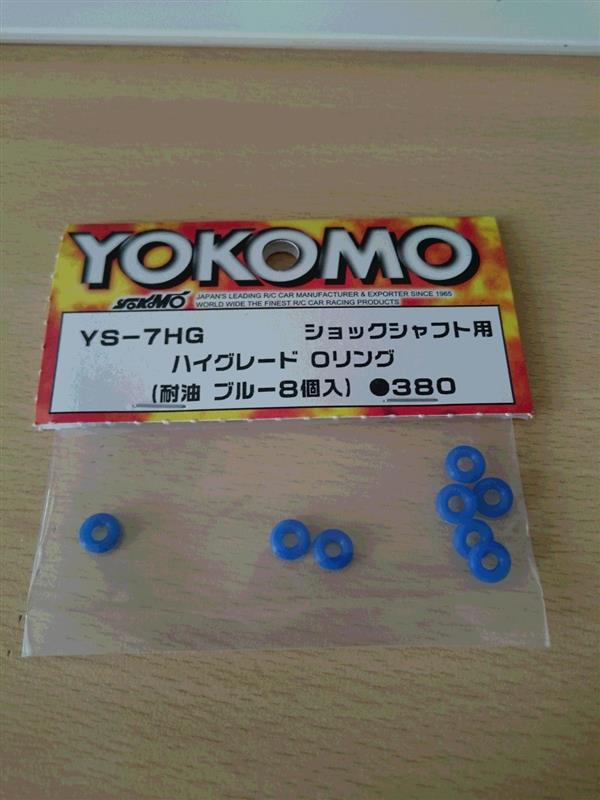 YOKOMO
YOKOMO JAPAN'S LEADING R/C CAR MANUFACTURER & EXPORTER SINCE 1965
WORLD WIDE THE FINEST R/C CAR RACING PRODUCTS
YS-7HG ショックシャフト用
ハイグレード Oリング
(耐油 ブルー8個入) ●380